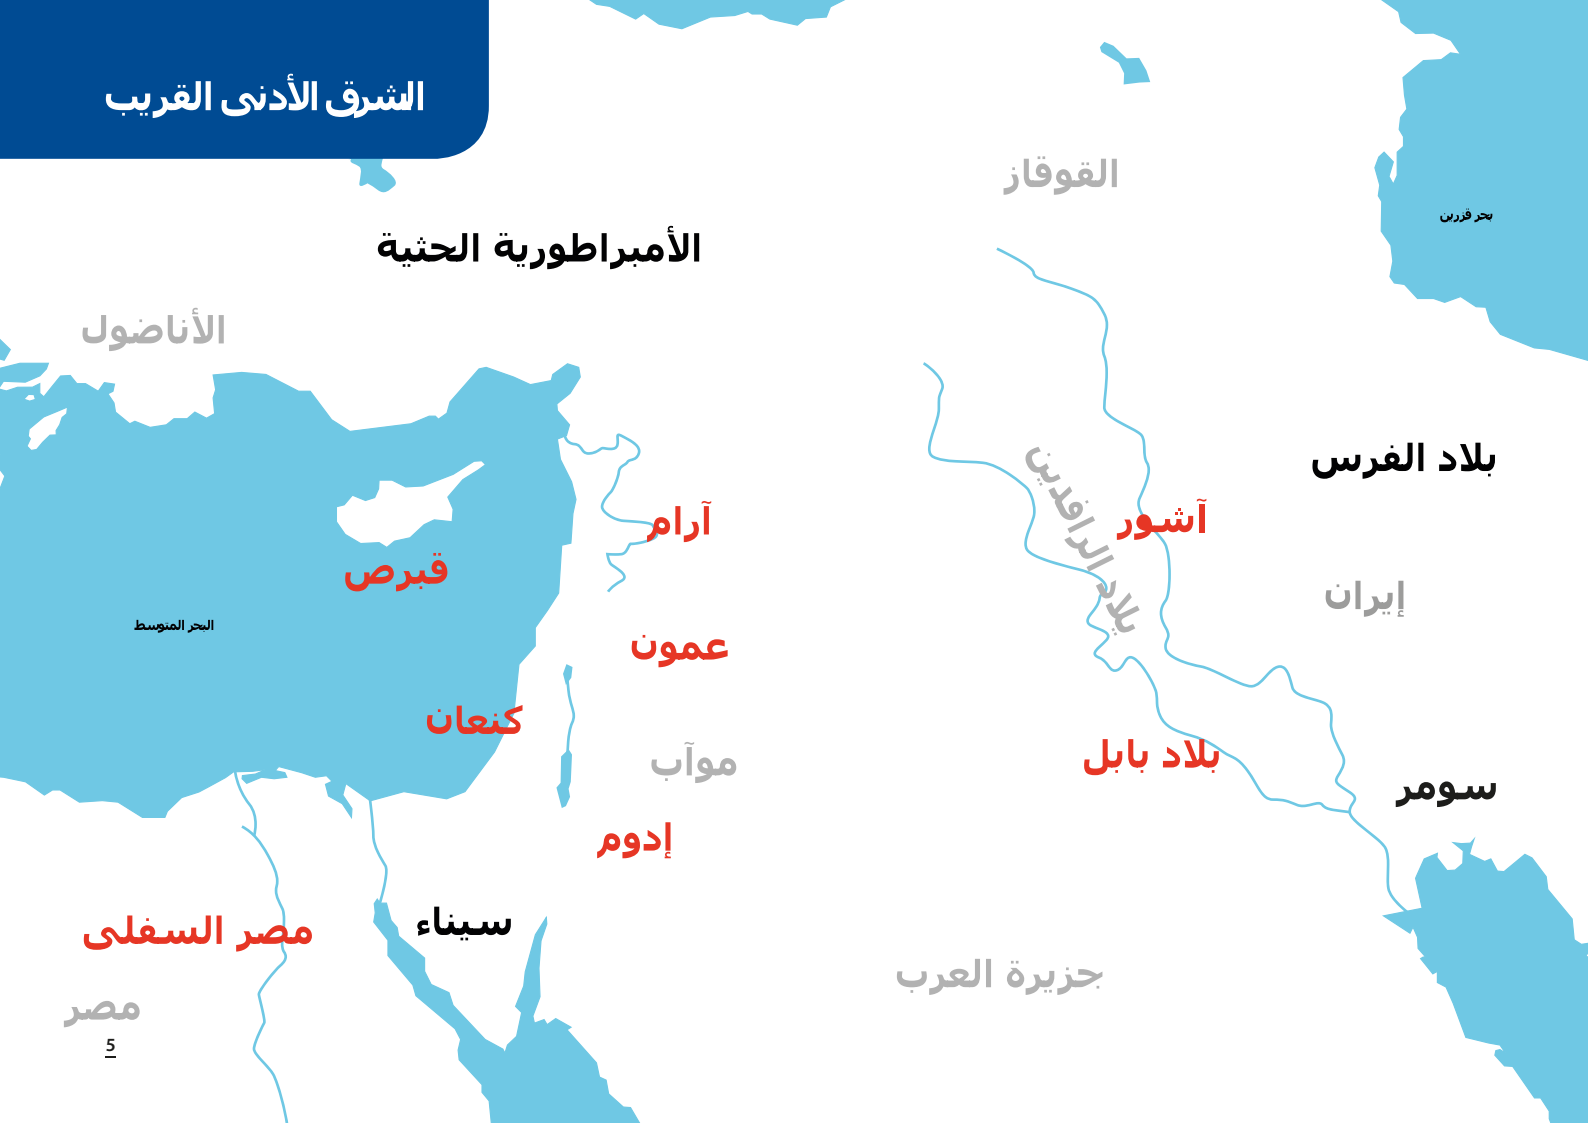 الشرق الأدنى القريب
القوقاز
بحر قزرين
الأمبراطورية الحثية
الأناضول
بلاد الفرس
بلاد الرافدين
آشور
آرام
قبرص
إيران
البحر المتوسط
عمون
كنعان
موآب
بلاد بابل
سومر
إدوم
سيناء
مصر السفلى
جزيرة العرب
مصر
5